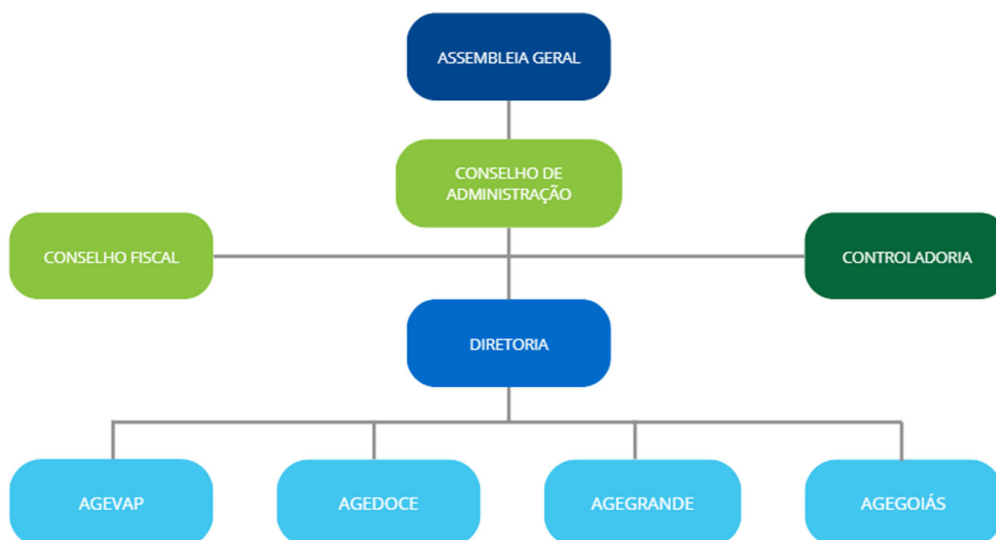 ASSEMBLEIA GERAL
CONSELHO DE
ADMINISTRAÇÃO
CONSELHO FISCAL
CONTROLADORIA
DIRETORIA
AGEVAP
AGEDOCE
AGEGRANDE
AGEGOIÁS